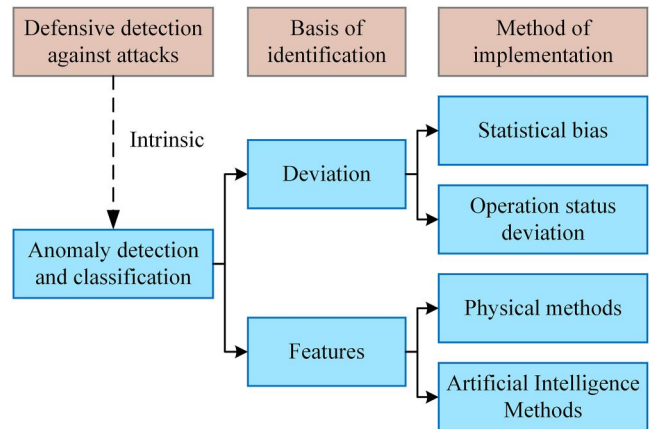 Defensive detection
against attacks
Basis of
identification
Method of
implementation
Intrinsic
Anomaly detection
and classification
Deviation
Features
Statistical bias
Operation status
deviation
Physical methods
Artificial Intelligence
Methods